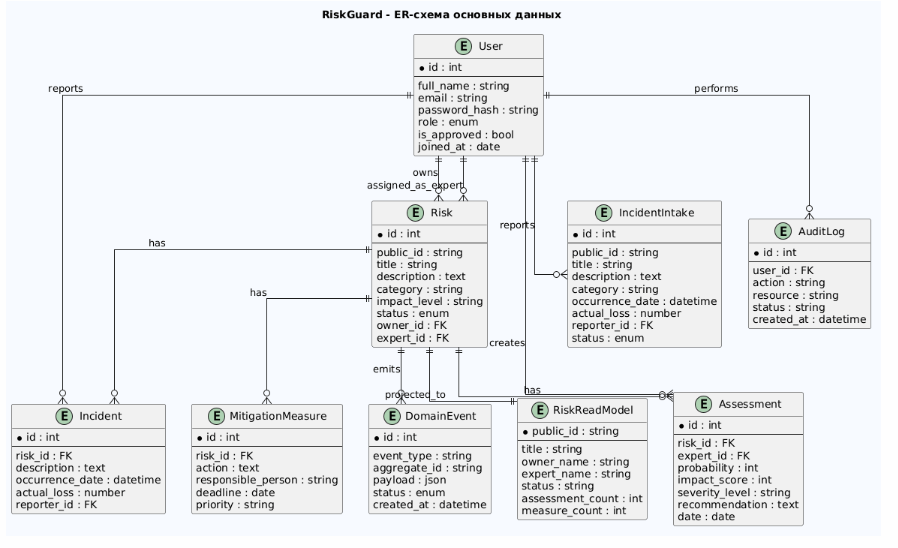 RiskGuard - ER-схема основных данных
E User
id : int
full_name : string
email : string
password_hash : string
role : enum
is_approved : bool
joined_at : date
reports
performs
owns
assigned_as_expert
E Risk
id : int
public_id : string
title : string
description : text
category : string
impact_level : string
status : enum
owner_id : FK
expert_id : FK
reports
E IncidentIntake
id : int
public_id : string
title : string
description : text
category : string
occurrence_date : datetime
actual_loss : number
reporter_id : FK
status : enum
E AuditLog
id : int
user_id : FK
action : string
resource : string
status : string
created_at : datetime
has
has
creates
emits
projected_to
has
E Incident
id : int
risk_id : FK
description : text
occurrence_date : datetime
actual_loss : number
reporter_id : FK
E MitigationMeasure
id : int
risk_id : FK
action : text
responsible_person : string
deadline : date
priority : string
E DomainEvent
id : int
event_type : string
aggregate_id : string
payload : json
status : enum
created_at : datetime
E RiskReadModel
public_id : string
title : string
owner_name : string
expert_name : string
status : string
assessment_count : int
measure_count : int
E Assessment
id : int
risk_id : FK
expert_id : FK
probability : int
impact_score : int
severity_level : string
recommendation : text
date : date